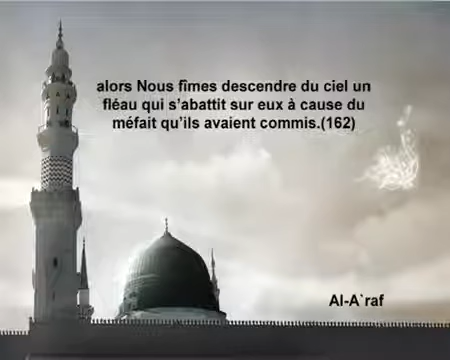 alors Nous fîmes descendre du ciel un
fléau qui s’abattit sur eux à cause du
méfait qu’ils avaient commis.(162)
Al-A`raf